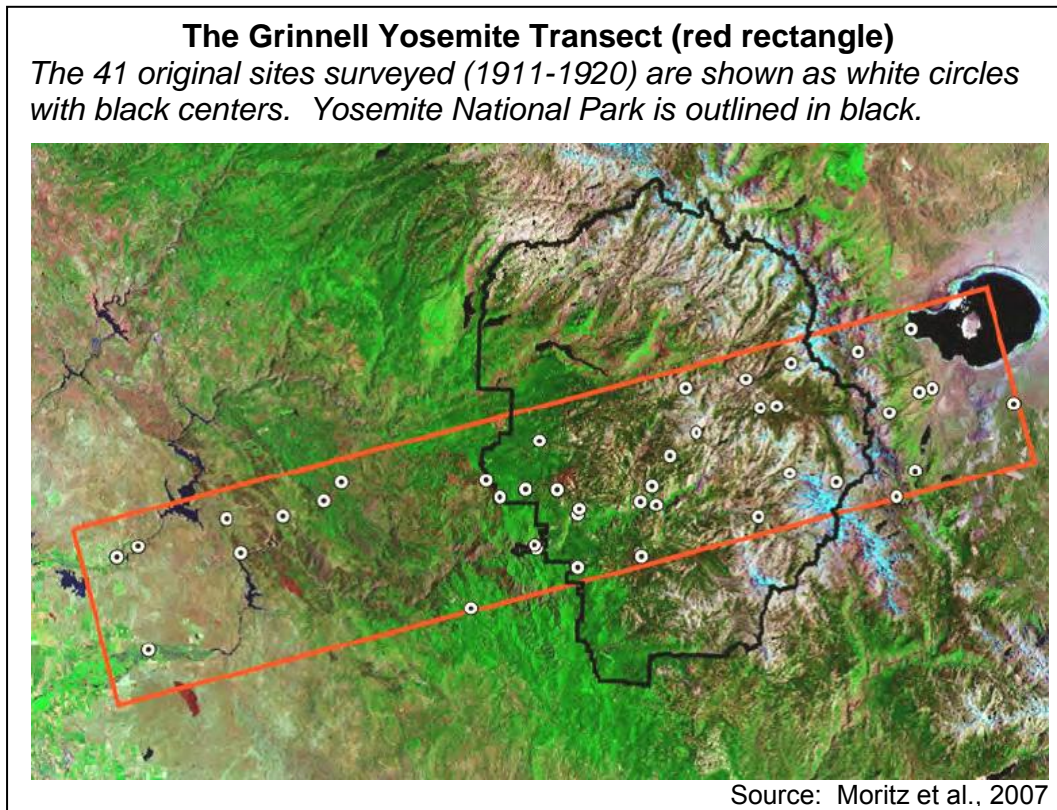 The Grinnell Yosemite Transect (red rectangle)
The 41 original sites surveyed (1911-1920) are shown as white circles
with black centers.  Yosemite National Park is outlined in black.
Source:  Moritz et al., 2007